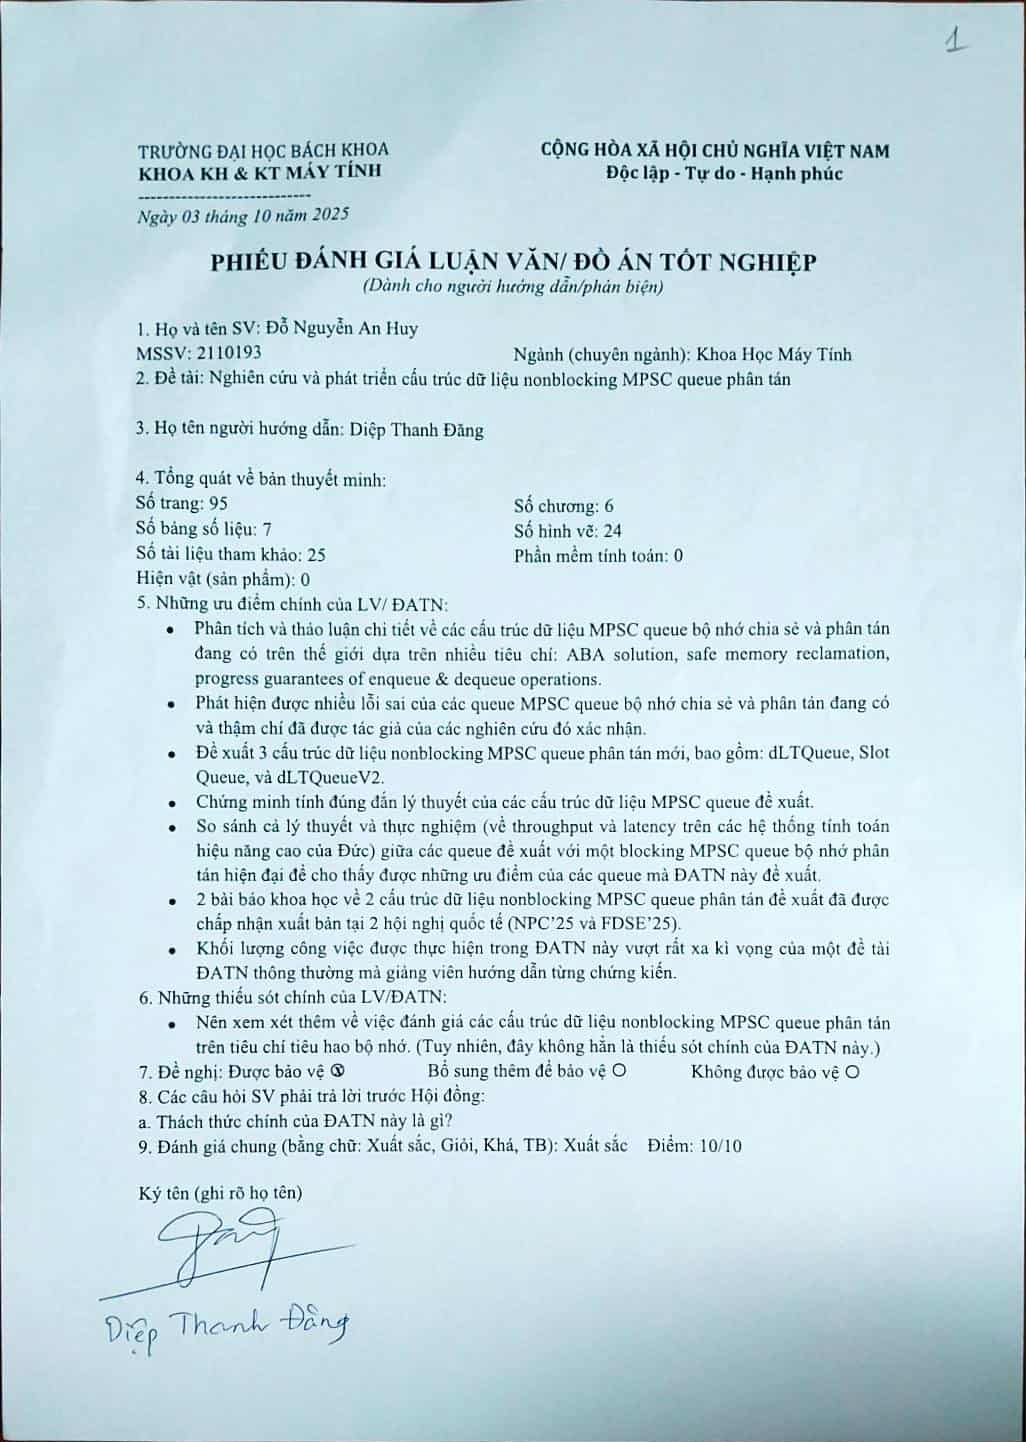 1
TRƯỜNG ĐẠI HỌC BÁCH KHOA
KHOA KH & KT MÁY TÍNH
----------------------------
Ngày 03 tháng 10 năm 2025
CỘNG HÒA XÃ HỘI CHỦ NGHĨA VIỆT NAM
Độc lập - Tự do - Hạnh phúc
PHIẾU ĐÁNH GIÁ LUẬN VĂN/ ĐỒ ÁN TỐT NGHIỆP
(Dành cho người hướng dẫn/phản biện)
1. Họ và tên SV: Đỗ Nguyễn An Huy
MSSV: 2110193 Ngành (chuyên ngành): Khoa Học Máy Tính
2. Đề tài: Nghiên cứu và phát triển cấu trúc dữ liệu nonblocking MPSC queue phân tán
3. Họ tên người hướng dẫn: Diệp Thanh Đăng
4. Tổng quát về bản thuyết minh:
Số trang: 95 Số chương: 6
Số bảng số liệu: 7 Số hình vẽ: 24
Số tài liệu tham khảo: 25 Phần mềm tính toán: 0
Hiện vật (sản phẩm): 0
5. Những ưu điểm chính của LV/ ĐATN:
• Phân tích và thảo luận chi tiết về các cấu trúc dữ liệu MPSC queue bộ nhớ chia sẻ và phân tán
đang có trên thế giới dựa trên nhiều tiêu chí: ABA solution, safe memory reclamation,
progress guarantees of enqueue & dequeue operations.
• Phát hiện được nhiều lỗi sai của các queue MPSC queue bộ nhớ chia sẻ và phân tán đang có
và thậm chí đã được tác giả của các nghiên cứu đó xác nhận.
• Đề xuất 3 cấu trúc dữ liệu nonblocking MPSC queue phân tán mới, bao gồm: dLTQueue, Slot
Queue, và dLTQueueV2.
• Chứng minh tính đúng đắn lý thuyết của các cấu trúc dữ liệu MPSC queue đề xuất.
• So sánh cả lý thuyết và thực nghiệm (về throughput và latency trên các hệ thống tính toán
hiệu năng cao của Đức) giữa các queue đề xuất với một blocking MPSC queue bộ nhớ phân
tán hiện đại để cho thấy được những ưu điểm của các queue mà ĐATN này đề xuất.
• 2 bài báo khoa học về 2 cấu trúc dữ liệu nonblocking MPSC queue phân tán đề xuất đã được
chấp nhận xuất bản tại 2 hội nghị quốc tế (NPC’25 và FDSE’25).
• Khối lượng công việc được thực hiện trong ĐATN này vượt rất xa kì vọng của một đề tài
ĐATN thông thường mà giảng viên hướng dẫn từng chứng kiến.
6. Những thiếu sót chính của LV/ĐATN:
• Nên xem xét thêm về việc đánh giá các cấu trúc dữ liệu nonblocking MPSC queue phân tán
trên tiêu chí tiêu hao bộ nhớ. (Tuy nhiên, đây không hẳn là thiếu sót chính của ĐATN này.)
7. Đề nghị: Được bảo vệ Ⓧ Bổ sung thêm để bảo vệ O Không được bảo vệ O
8. Các câu hỏi SV phải trả lời trước Hội đồng:
a. Thách thức chính của ĐATN này là gì?
9. Đánh giá chung (bằng chữ: Xuất sắc, Giỏi, Khá, TB): Xuất sắc Điểm: 10/10
Ký tên (ghi rõ họ tên)
Diệp Thanh Đăng